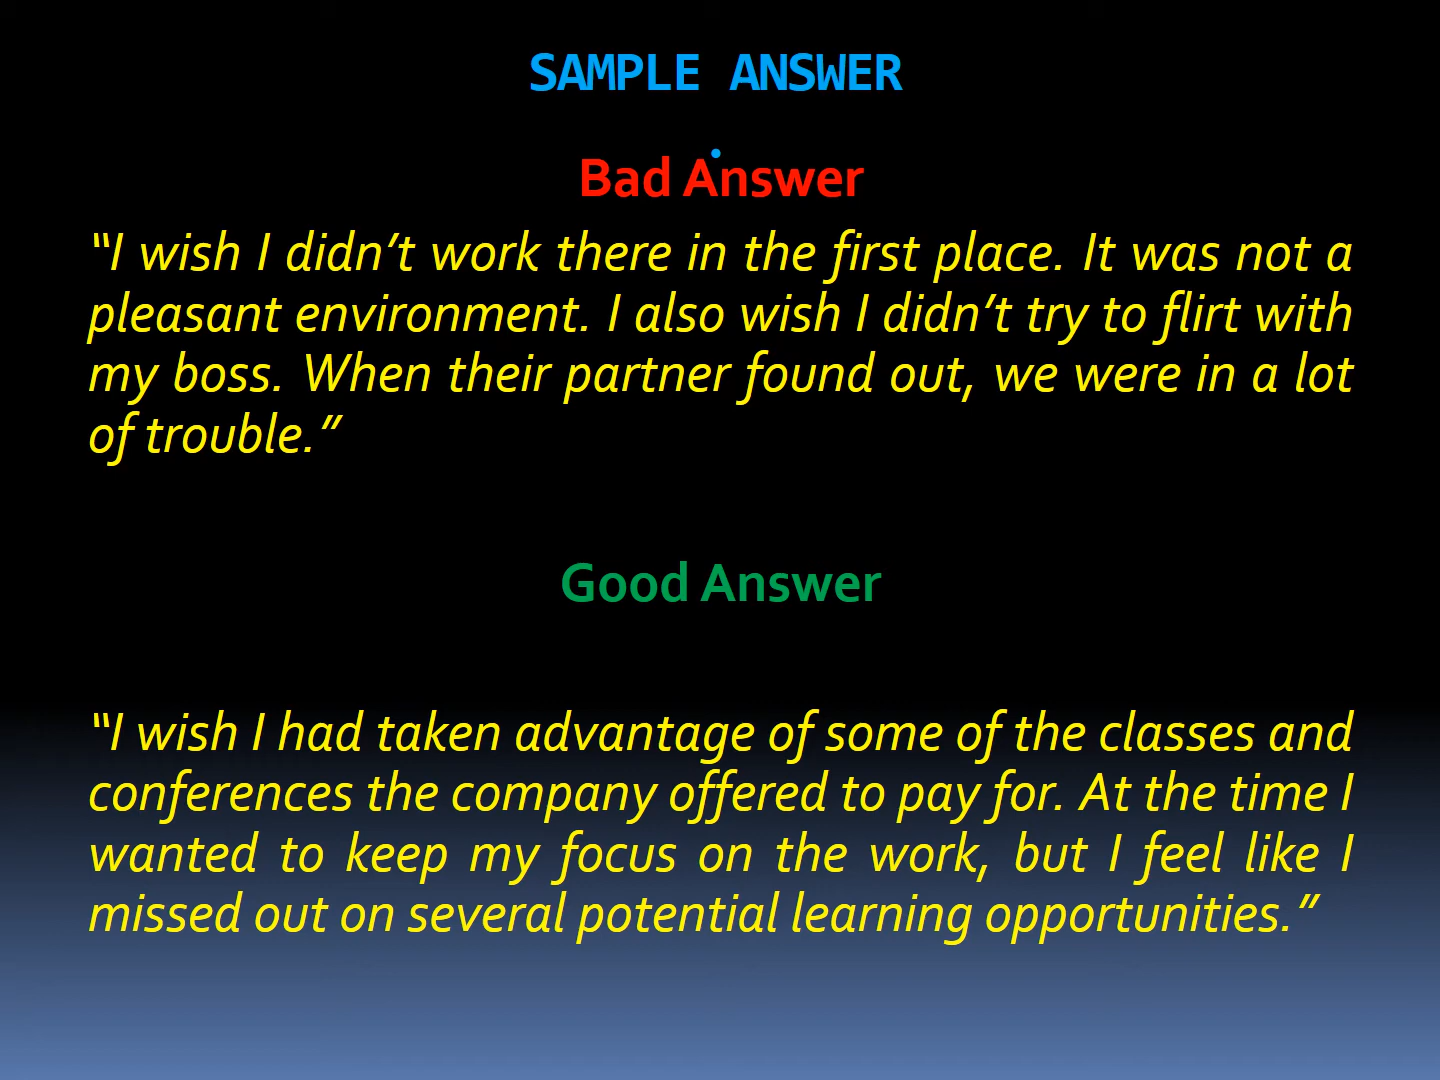 SAMPLE ANSWER
Bad Answer
“I wish I didn’t work there in the first place. It was not a
pleasant environment. I also wish I didn’t try to flirt with
my boss. When their partner found out, we were in a lot
of trouble.”
Good Answer
“I wish I had taken advantage of some of the classes and
conferences the company offered to pay for. At the time I
wanted to keep my focus on the work, but I feel like I
missed out on several potential learning opportunities.”